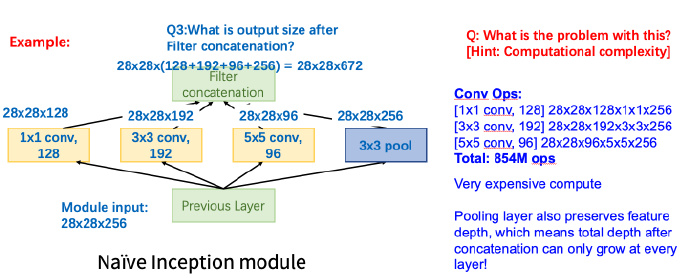 Example:
Q3:What is output size after
Filter concatenation?
28x28x(128+192+96+256) = 28x28x672
Filter
concatenation
28x28x128
28x28x192
28x28x96
28x28x256
1x1 conv,
128
3x3 conv,
192
5x5 conv,
96
3x3 pool
Module input:
28x28x256
Previous Layer
Naïve Inception module
Q: What is the problem with this?
[Hint: Computational complexity]
Conv Ops:
[1x1 conv, 128] 28x28x128x1x1x256
[3x3 conv, 192] 28x28x192x3x3x256
[5x5 conv, 96] 28x28x96x5x5x256
Total: 854M ops
Very expensive compute
Pooling layer also preserves feature
depth, which means total depth after
concatenation can only grow at every
layer!